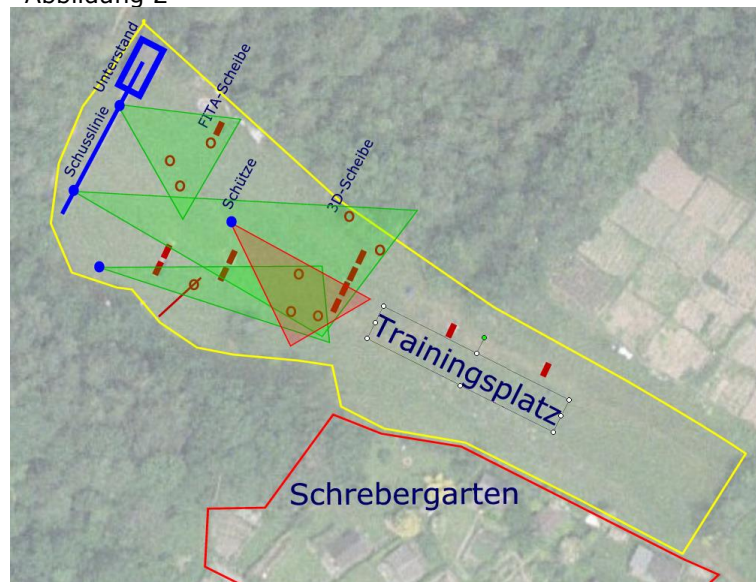 Abbildung 2
Unterstand
Schusslinie
FITA-Scheibe
Schütze
3D-Scheibe
Trainingsplatz
Schrebergarten